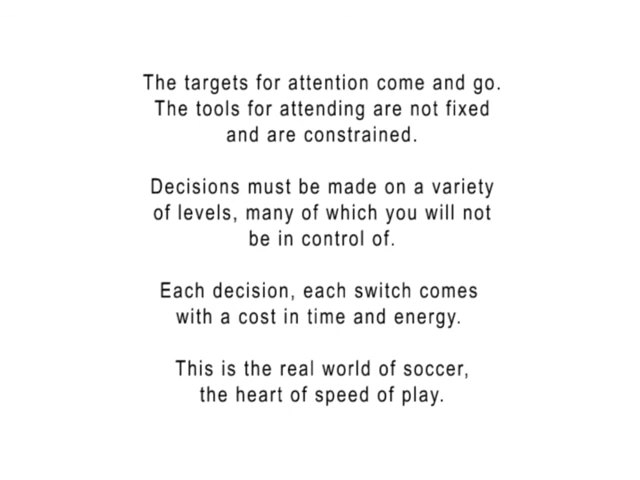 The targets for attention come and go.
The tools for attending are not fixed
and are constrained.
Decisions must be made on a variety
of levels, many of which you will not
be in control of.
Each decision, each switch comes
with a cost in time and energy.
This is the real world of soccer,
the heart of speed of play.